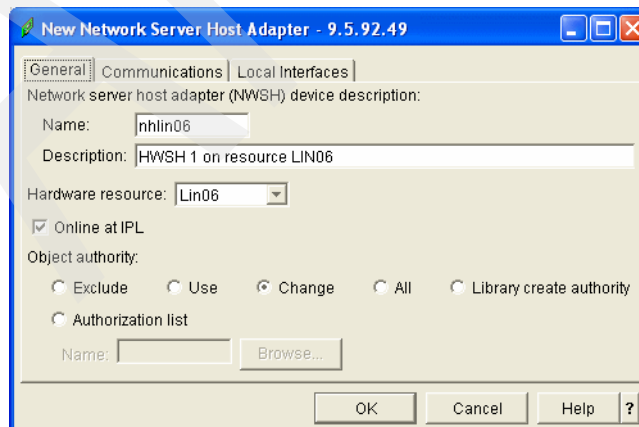 New Network Server Host Adapter - 9.5.92.49
General Communications Local Interfaces
Network server host adapter (NWSH) device description:
Name: nhlin06
Description: HWSH 1 on resource LIN06
Hardware resource: Lin06
Online at IPL
Object authority:
Exclude Use Change All Library create authority
Authorization list
Name: Browse...
OK Cancel Help ?